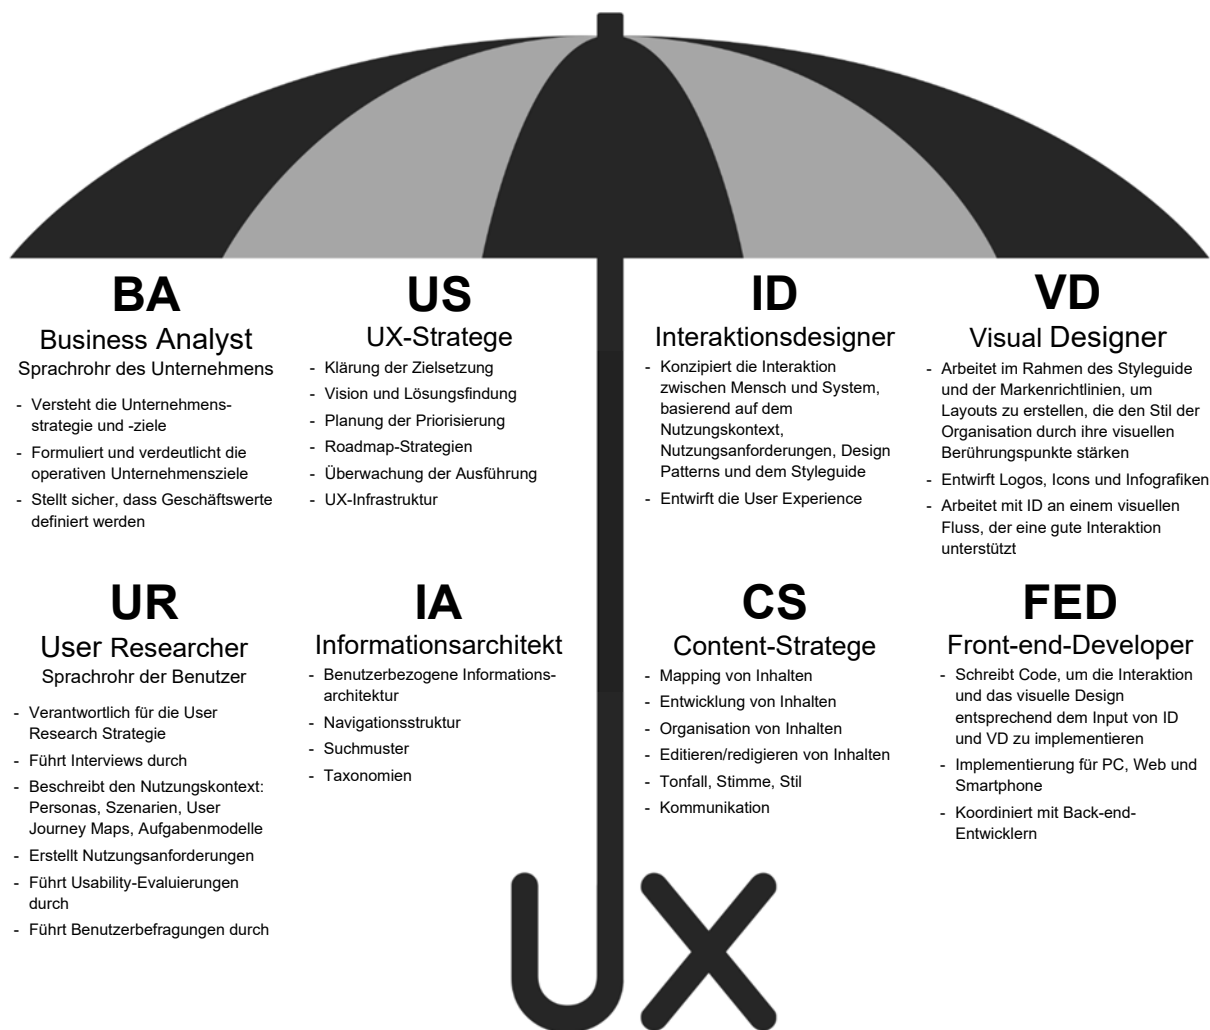 BA
Business Analyst
Sprachrohr des Unternehmens
- Versteht die Unternehmens-
strategie und -ziele
- Formuliert und verdeutlicht die
operativen Unternehmensziele
- Stellt sicher, dass Geschäftswerte
definiert werden
US
UX-Stratege
- Klärung der Zielsetzung
- Vision und Lösungsfindung
- Planung der Priorisierung
- Roadmap-Strategien
- Überwachung der Ausführung
- UX-Infrastruktur
ID
Interaktionsdesigner
- Konzipiert die Interaktion
zwischen Mensch und System,
basierend auf dem
Nutzungskontext,
Nutzungsanforderungen, Design
Patterns und dem Styleguide
- Entwirft die User Experience
VD
Visual Designer
- Arbeitet im Rahmen des Styleguide
und der Markenrichtlinien, um
Layouts zu erstellen, die den Stil der
Organisation durch ihre visuellen
Berührungspunkte stärken
- Entwirft Logos, Icons und Infografiken
- Arbeitet mit ID an einem visuellen
Fluss, der eine gute Interaktion
unterstützt
UR
User Researcher
Sprachrohr der Benutzer
- Verantwortlich für die User
Research Strategie
- Führt Interviews durch
- Beschreibt den Nutzungskontext:
Personas, Szenarien, User
Journey Maps, Aufgabenmodelle
- Erstellt Nutzungsanforderungen
- Führt Usability-Evaluierungen
durch
- Führt Benutzerbefragungen durch
IA
Informationsarchitekt
- Benutzerbezogene Informations-
architektur
- Navigationsstruktur
- Suchmuster
- Taxonomien
CS
Content-Stratege
- Mapping von Inhalten
- Entwicklung von Inhalten
- Organisation von Inhalten
- Editieren/redigieren von Inhalten
- Tonfall, Stimme, Stil
- Kommunikation
FED
Front-end-Developer
- Schreibt Code, um die Interaktion
und das visuelle Design
entsprechend dem Input von ID
und VD zu implementieren
- Implementierung für PC, Web und
Smartphone
- Koordiniert mit Back-end-
Entwicklern
UX